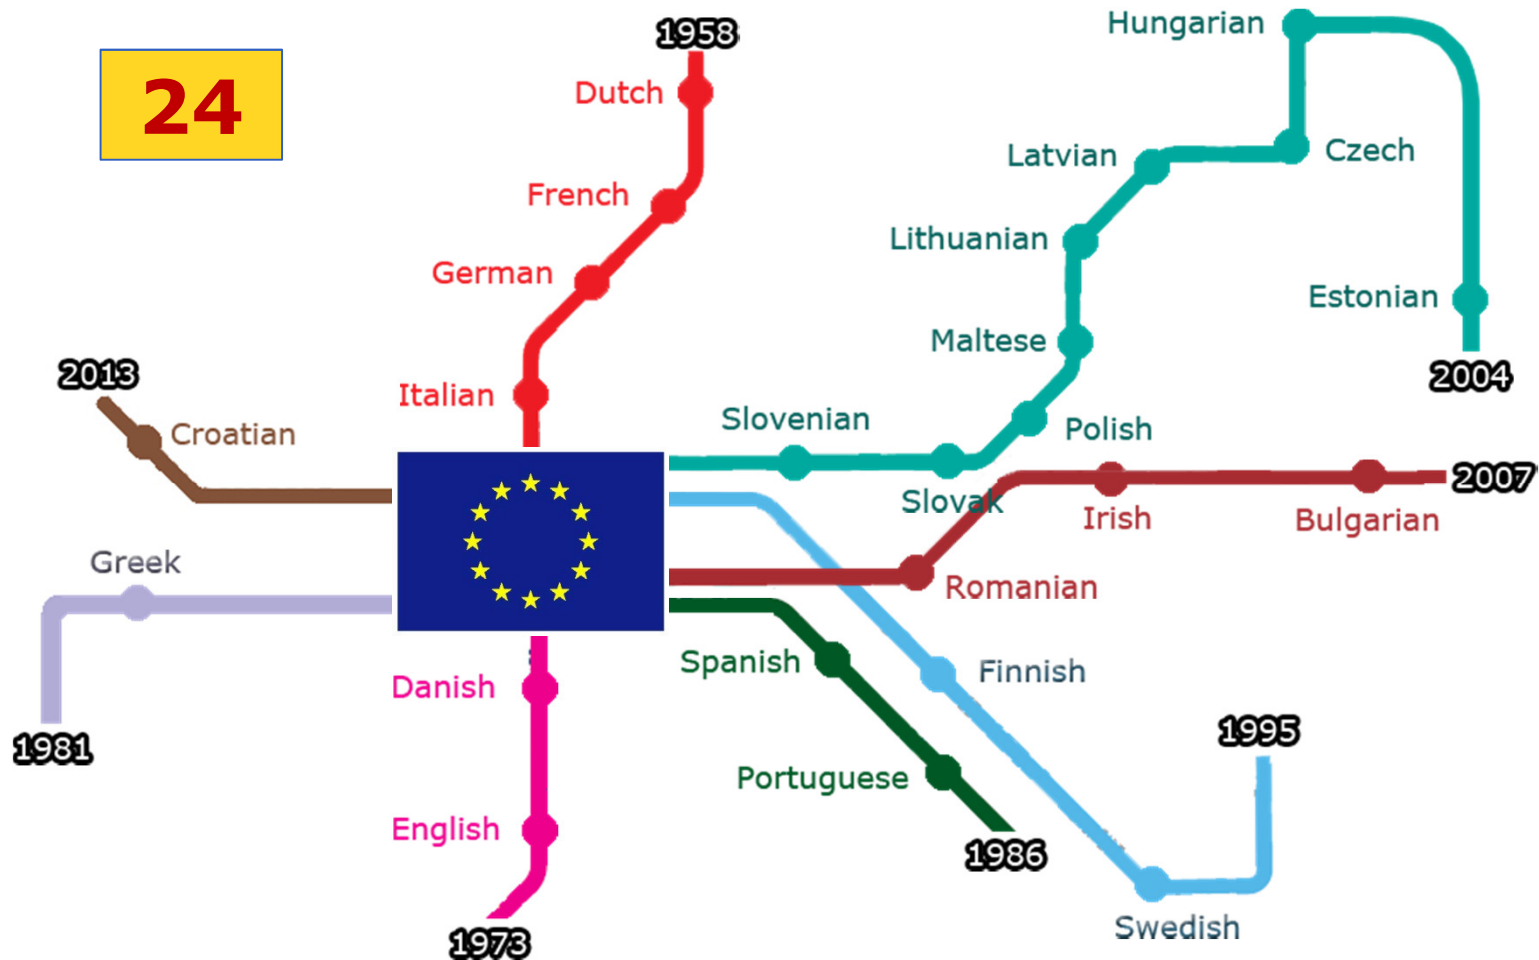 24
1958
Dutch
French
German
Italian
Hungarian
Latvian
Czech
Lithuanian
Estonian
Maltese
2004
Slovenian
Polish
Slovak
2013
Croatian
2007
Irish
Bulgarian
Romanian
Greek
1981
Spanish
Finnish
Portuguese
1986
1995
Swedish
Danish
English
1973